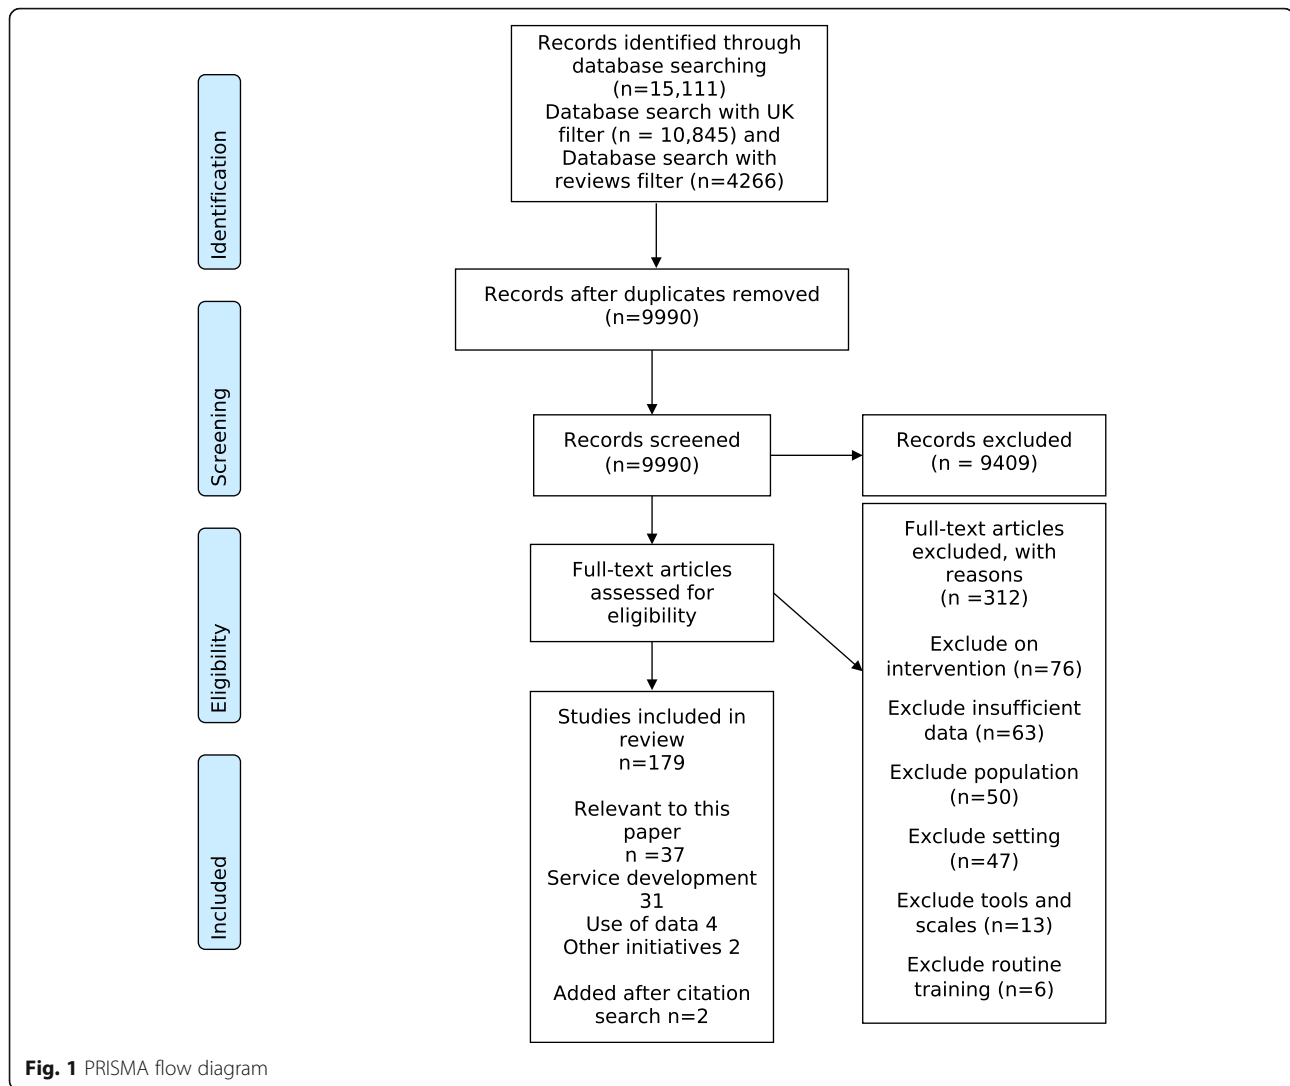 Records identified through
database searching
(n=15,111)
Database search with UK
filter (n = 10,845) and
Database search with
reviews filter (n=4266)
Identification
Records after duplicates removed
(n=9990)
Screening
Records screened
(n=9990)
Records excluded
(n = 9409)
Eligibility
Full-text articles
assessed for
eligibility
Full-text articles
excluded, with
reasons
(n =312)
Exclude on
intervention (n=76)
Exclude insufficient
data (n=63)
Exclude population
(n=50)
Exclude setting
(n=47)
Exclude tools and
scales (n=13)
Exclude routine
training (n=6)
Included
Studies included in
review
n=179
Relevant to this
paper
n =37
Service development
31
Use of data 4
Other initiatives 2
Added after citation
search n=2
Fig. 1 PRISMA flow diagram